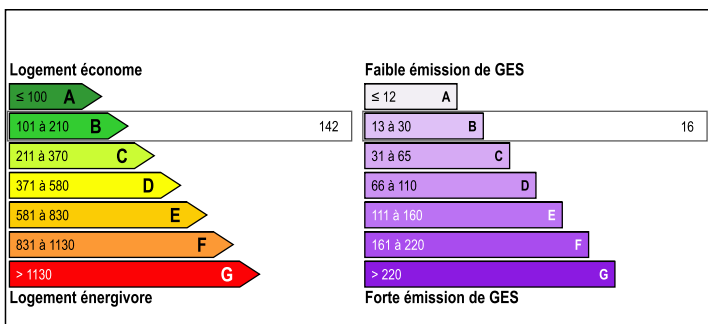 Logement économe
≤ 100 A
101 à 210 B 142
211 à 370 C
371 à 580 D
581 à 830 E
831 à 1130 F
> 1130 G
Logement énergivore
Faible émission de GES
≤ 12 A
13 à 30 B 16
31 à 65 C
66 à 110 D
111 à 160 E
161 à 220 F
> 220 G
Forte émission de GES